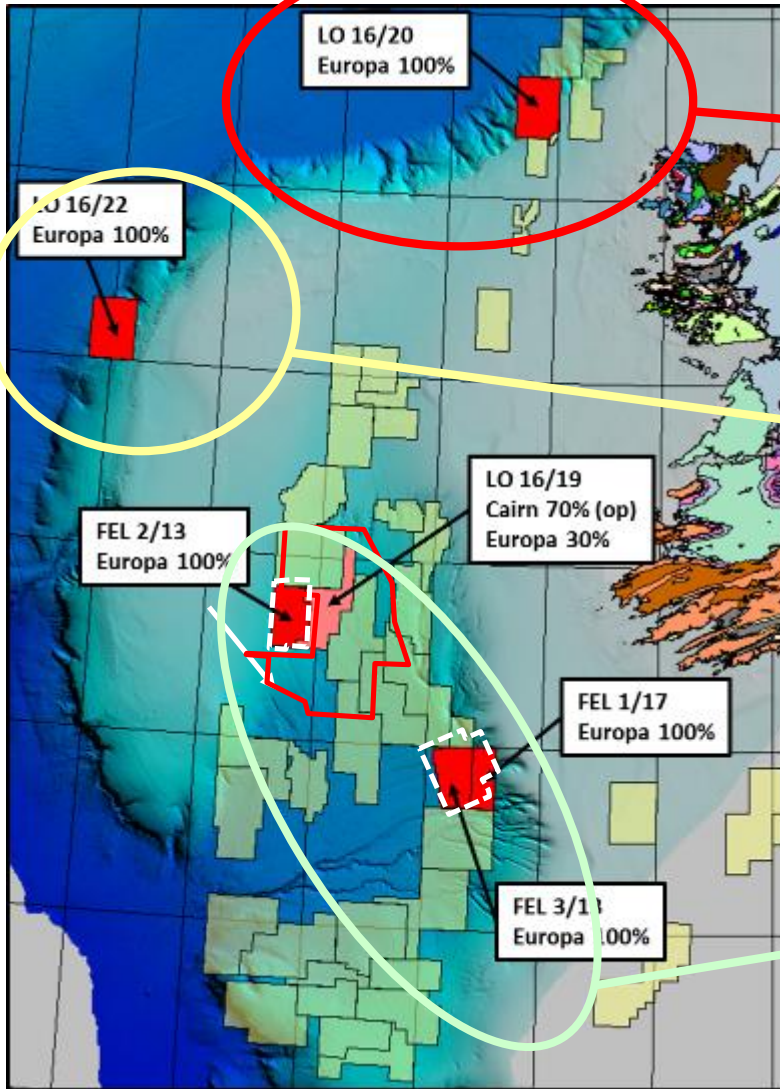 LO 16/20
Europa 100%
LO 16/22
Europa 100%
LO 16/19
Cairn 70% (op)
Europa 30%
FEL 2/13
Europa 100%
FEL 1/17
Europa 100%
FEL 3/13
Europa 100%